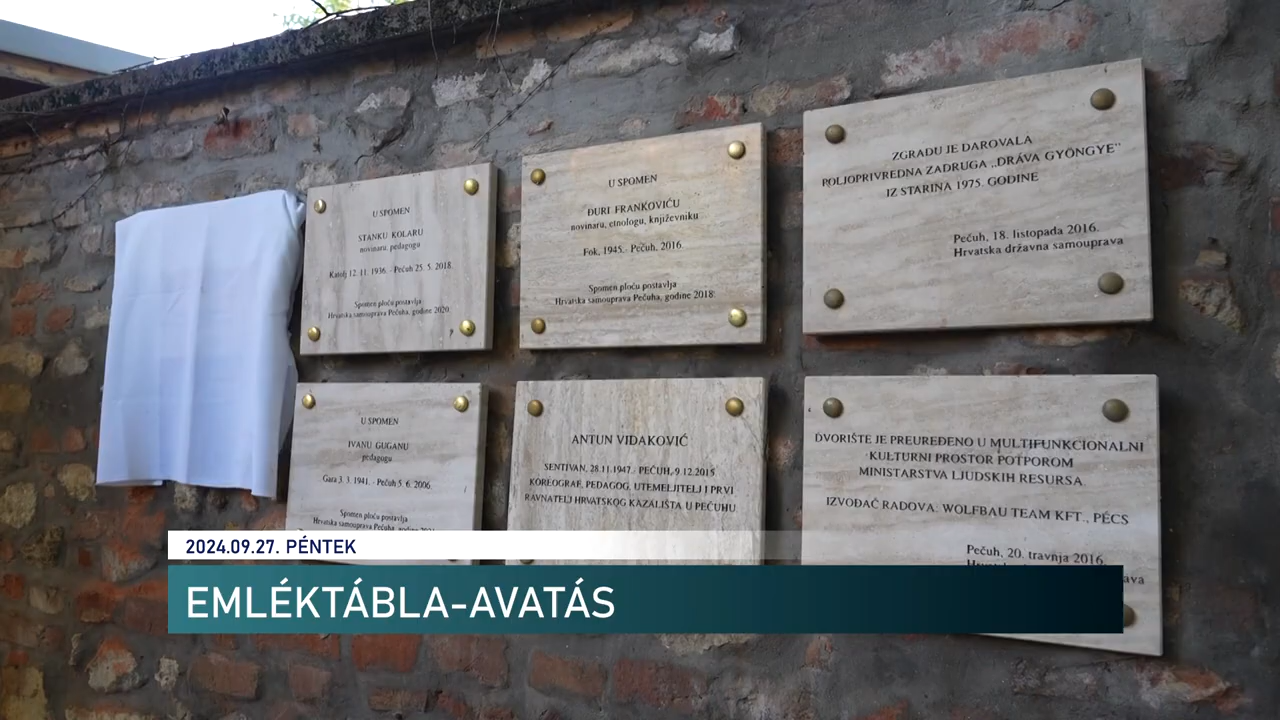 U SPOMEN
STANKU KOLARU
novinaru, pedagogu
Katolj 12. 11. 1936. - Pečuh 25. 5. 2018.
Spomen ploču postavlja
Hrvatska samouprava Pečuha, godine 2020.
U SPOMEN
ĐURI FRANKOVIĆU
novinaru, etnologu, književniku
Fok, 1945. - Pečuh, 2016.
Spomen ploču postavlja
Hrvatska samouprava Pečuha, godine 2018.
ZGRADU JE DAROVALA
POLJOPRIVREDNA ZADRUGA „DRÁVA GYÖNGYE”
IZ STARINA 1975. GODINE
Pečuh, 18. listopada 2016.
Hrvatska državna samouprava
U SPOMEN
IVANU GUGANU
pedagogu
Gara 3. 3. 1941. - Pečuh 5. 6. 2006.
Spomen ploču postavlja
Hrvatska samouprava Pečuha, godine
ANTUN VIDAKOVIĆ
SENTIVAN, 28.11.1947. PEČUH, 9.12.2015.
KOREOGRAF, PEDAGOG, UTEMELJITELJ I PRVI
RAVNATELJ HRVATSKOG KAZALIŠTA U PEČUHU
DVORIŠTE JE PREUREĐENO U MULTIFUNKCIONALNI
KULTURNI PROSTOR POTPOROM
MINISTARSTVA LJUDSKIH RESURSA
IZVOĐAČ RADOVA: WOLFBAU TEAM KFT., PÉCS
Pečuh, 20. travnja 2016.
2024.09.27. PÉNTEK
EMLÉKTÁBLA-AVATÁS